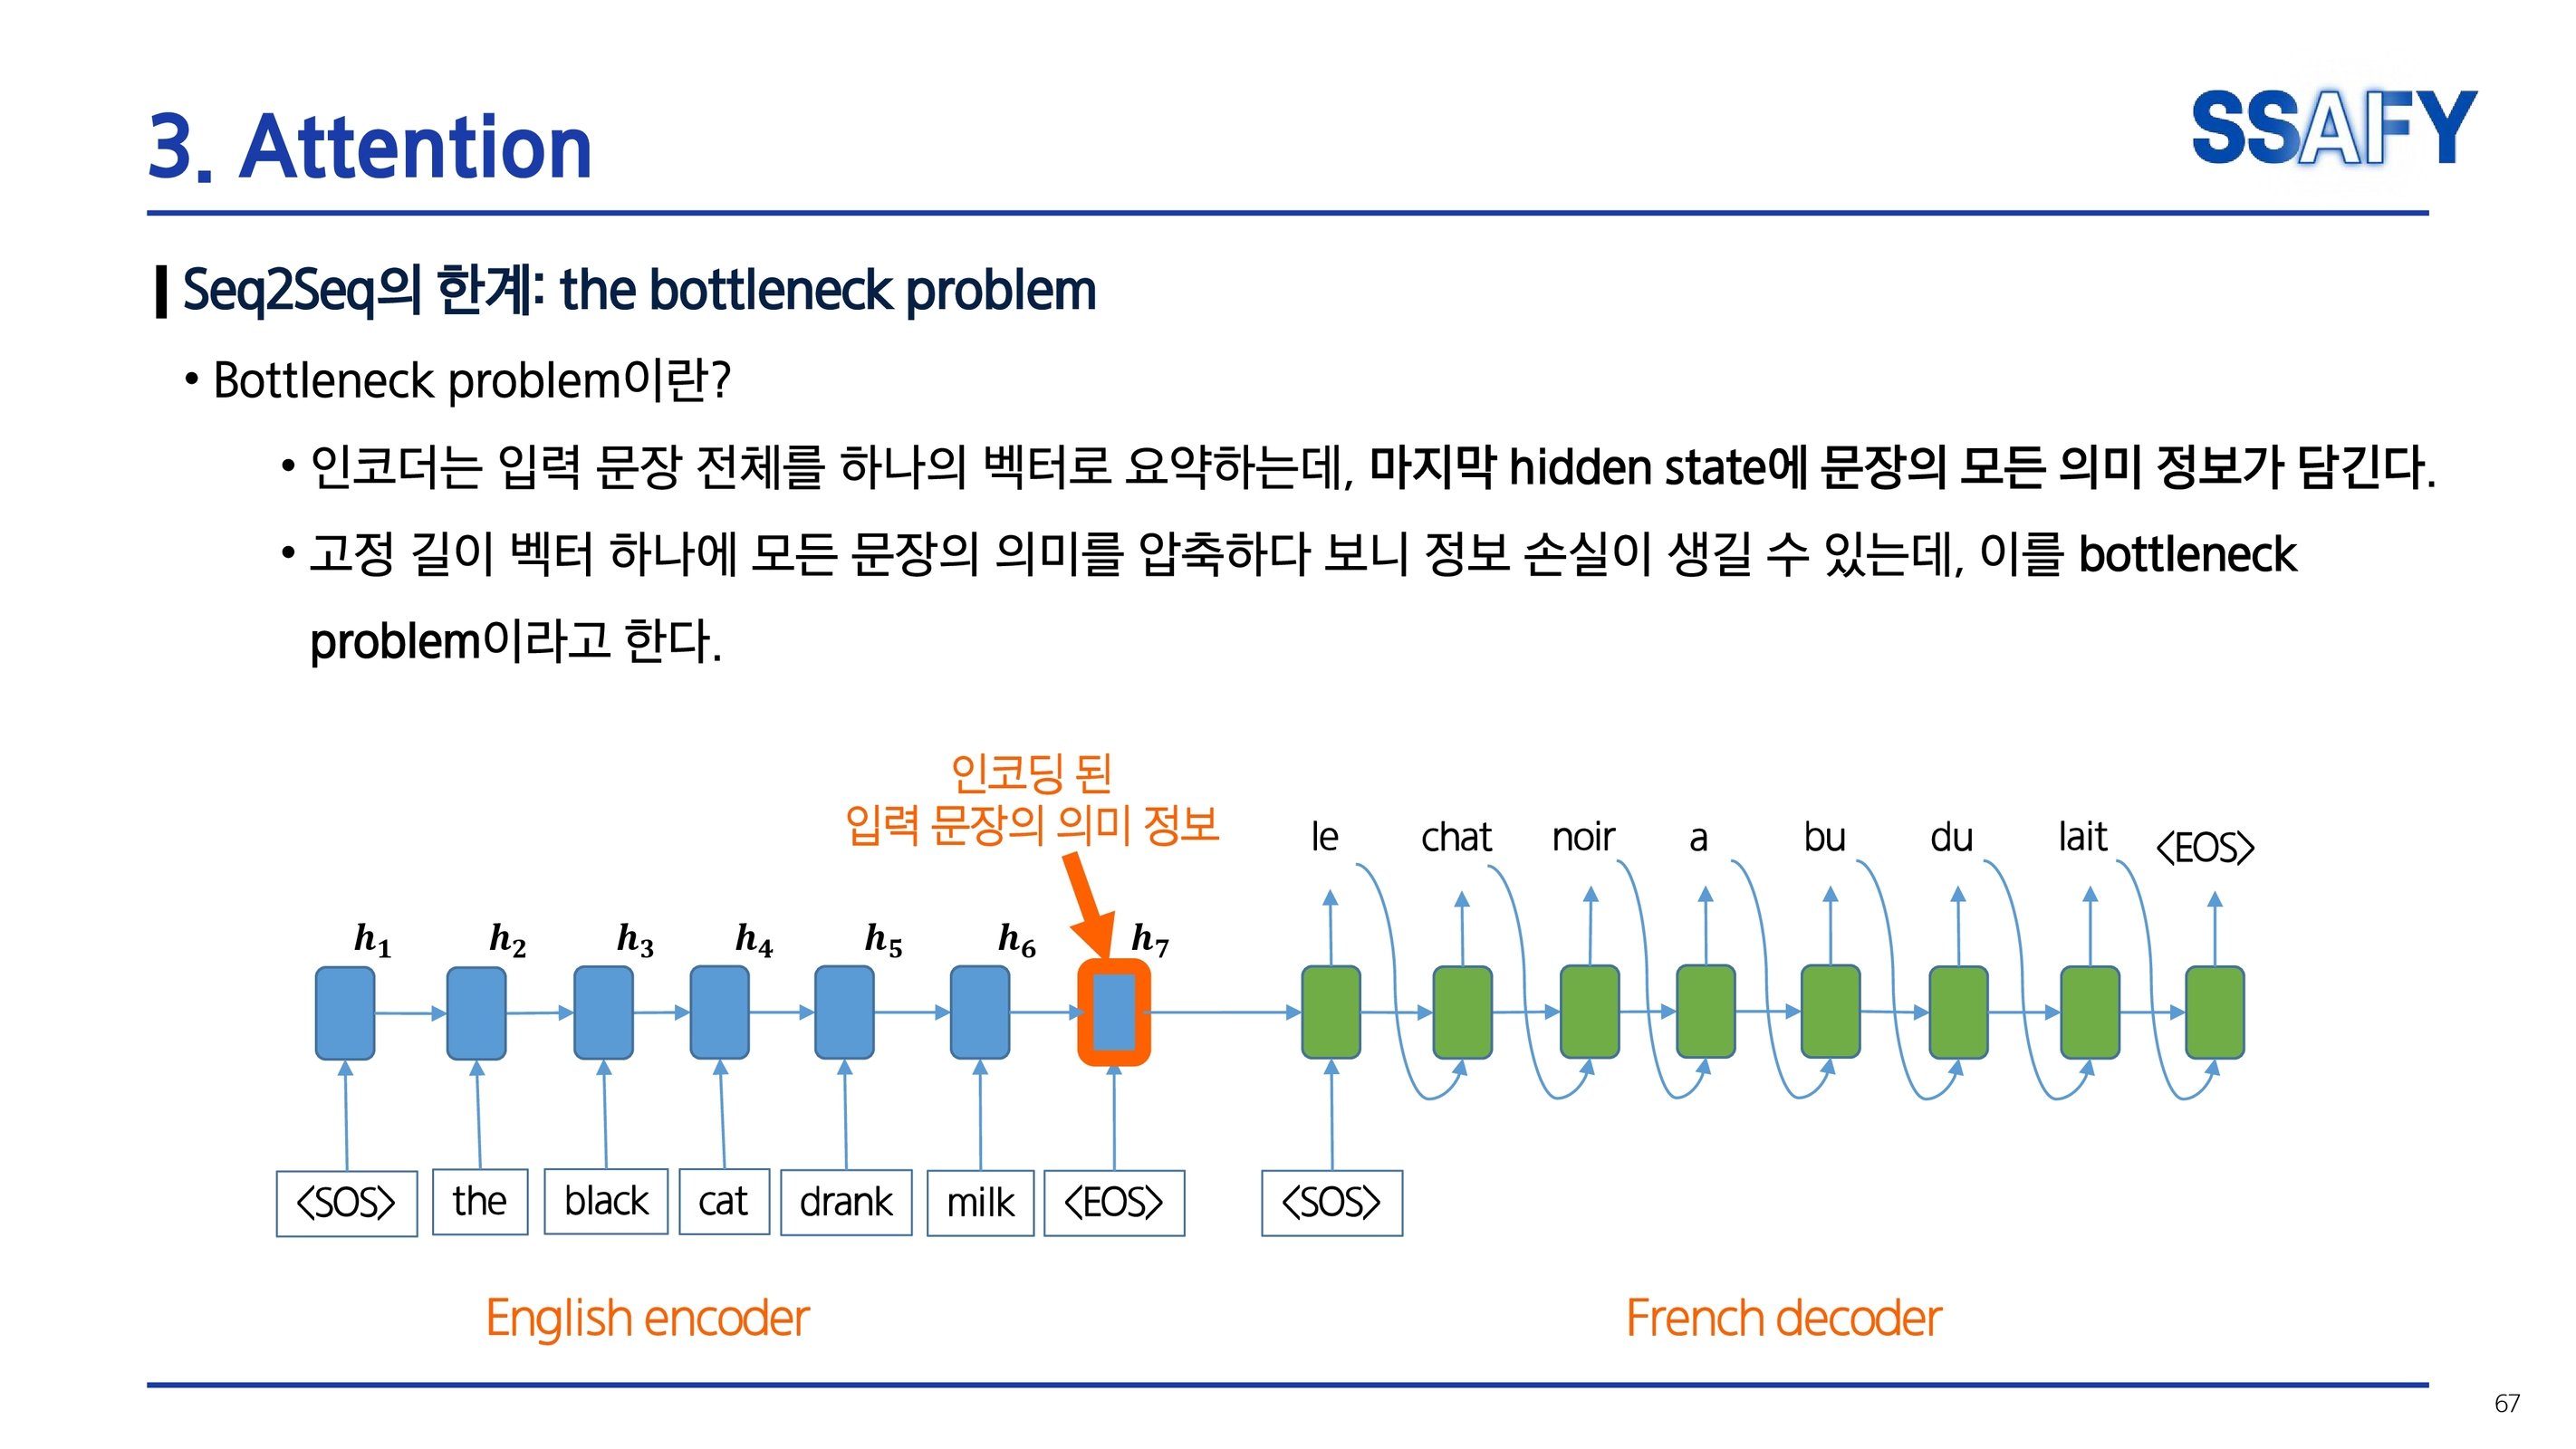 3. Attention
SSAFY
Seq2Seq의 한계: the bottleneck problem
• Bottleneck problem이란?
• 인코더는 입력 문장 전체를 하나의 벡터로 요약하는데, 마지막 hidden state에 문장의 모든 의미 정보가 담긴다.
• 고정 길이 벡터 하나에 모든 문장의 의미를 압축하다 보니 정보 손실이 생길 수 있는데, 이를 bottleneck
problem이라고 한다.
인코딩 된
입력 문장의 의미 정보
le chat noir a bu du lait <EOS>
h₁ h₂ h₃ h₄ h₅ h₆ h₇
<SOS> the black cat drank milk <EOS> <SOS>
English encoder French decoder
67